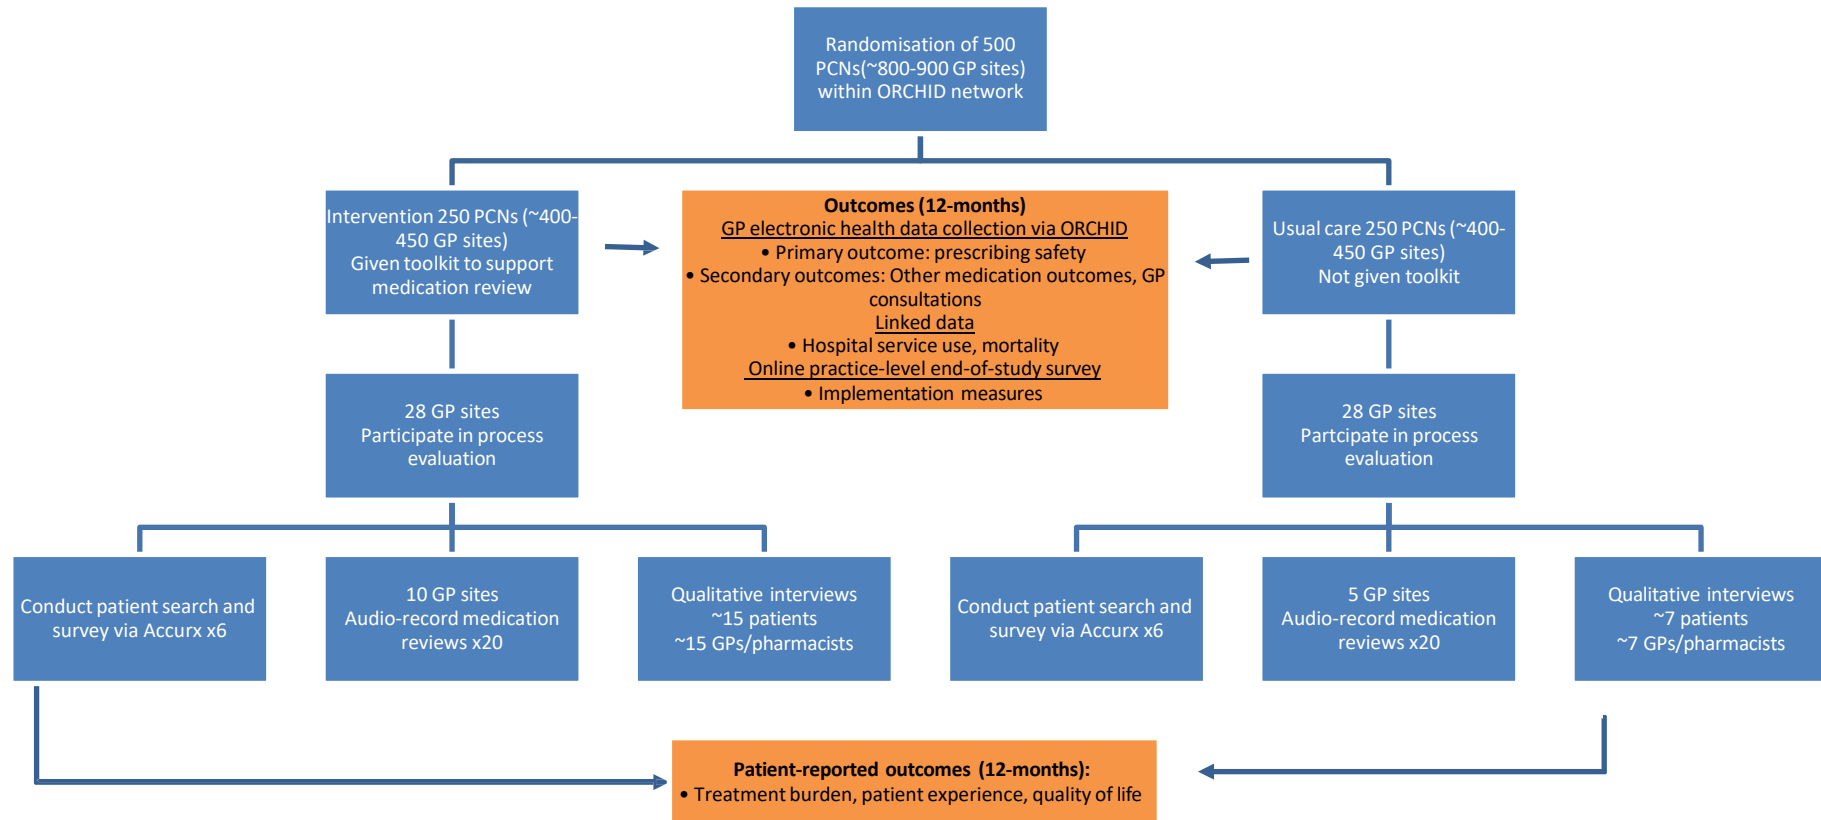 Randomisation of 500
PCNs(~800-900 GP sites)
within ORCHID network
Intervention 250 PCNs (~400-
450 GP sites)
Given toolkit to support
medication review
Outcomes (12-months)
GP electronic health data collection via ORCHID
• Primary outcome: prescribing safety
• Secondary outcomes: Other medication outcomes, GP
consultations
Linked data
• Hospital service use, mortality
Online practice-level end-of-study survey
• Implementation measures
Usual care 250 PCNs (~400-
450 GP sites)
Not given toolkit
28 GP sites
Participate in process
evaluation
28 GP sites
Partcipate in process
evaluation
Conduct patient search and
survey via Accurx x6
10 GP sites
Audio-record medication
reviews x20
Qualitative interviews
~15 patients
~15 GPs/pharmacists
Conduct patient search and
survey via Accurx x6
5 GP sites
Audio-record medication
reviews x20
Qualitative interviews
~7 patients
~7 GPs/pharmacists
Patient-reported outcomes (12-months):
• Treatment burden, patient experience, quality of life